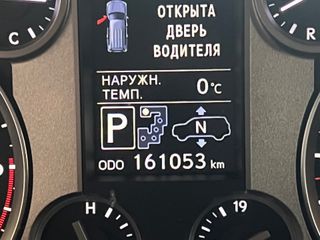 ОТКРЫТА
ДВЕРЬ
ВОДИТЕЛЯ
C
R
НАРУЖН.
ТЕМП.
0°C
P
N
ODO 161053 km
H
19